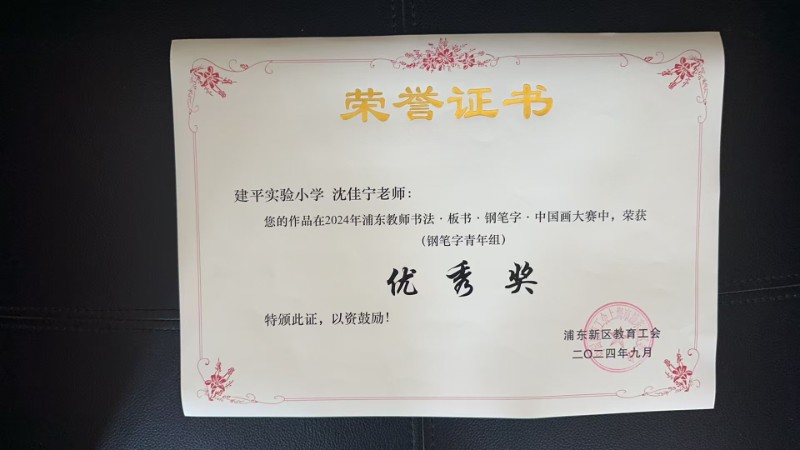 荣誉证书
建平实验小学 沈佳宁老师:
您的作品在2024年浦东教师书法·板书·钢笔字·中国画大赛中，荣获
(钢笔字青年组)
优秀奖
特颁此证，以资鼓励!
浦东新区教育工会
二〇二四年九月